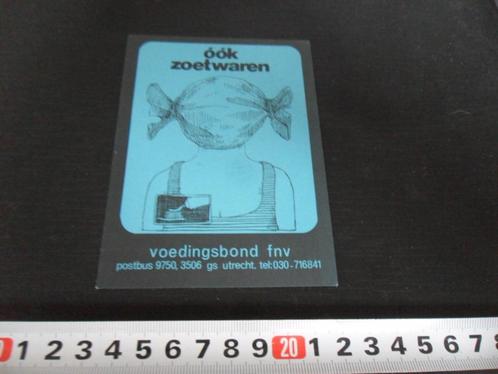 óók
zoetwaren
voedingsbond fnv
postbus 9750, 3506 gs utrecht. tel:030-716841
1 2 3 4 5 6 7 8 9 20 1 2 3 4 5 6 7 8